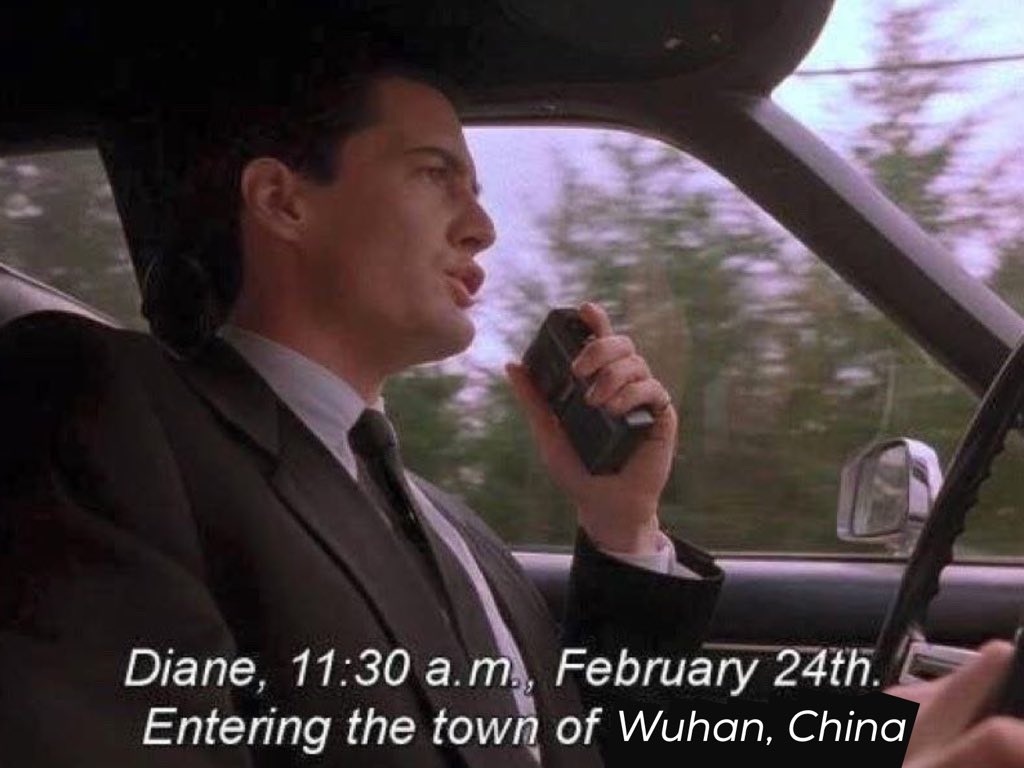 Diane, 11:30 a.m., February 24th.
Entering the town of Wuhan, China